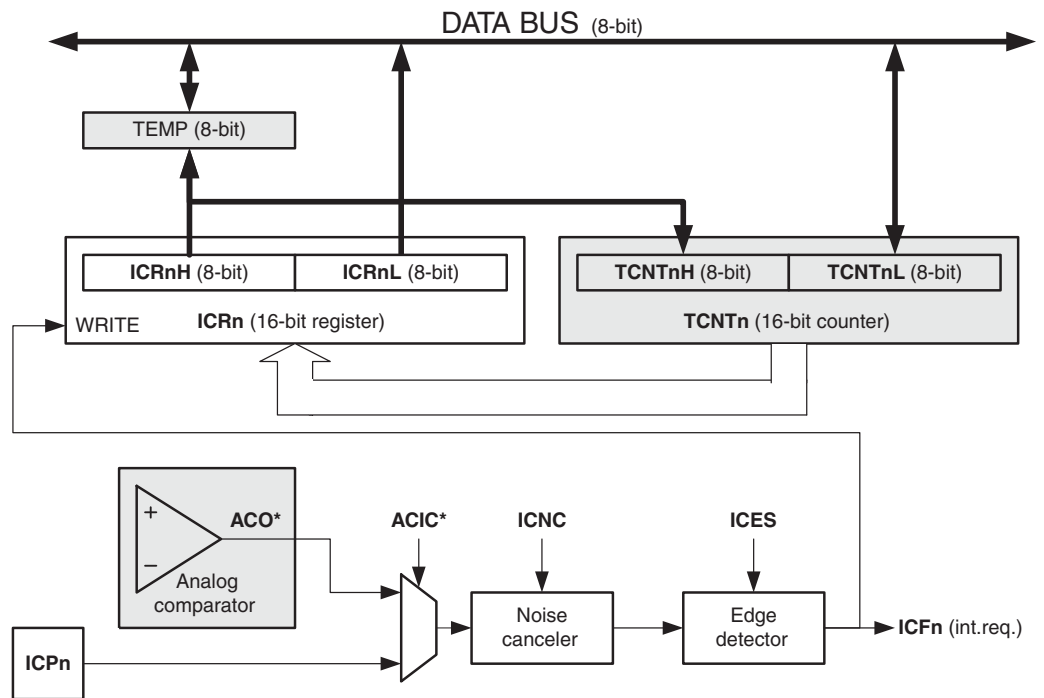 DATA BUS (8-bit)
TEMP (8-bit)
ICRnH (8-bit) ICRnL (8-bit) TCNTnH (8-bit) TCNTnL (8-bit)
WRITE ICRn (16-bit register) TCNTn (16-bit counter)
+ ACO* ACIC* ICNC ICES
−
Analog
comparator
Noise
canceler
Edge
detector
ICFn (int.req.)
ICPn